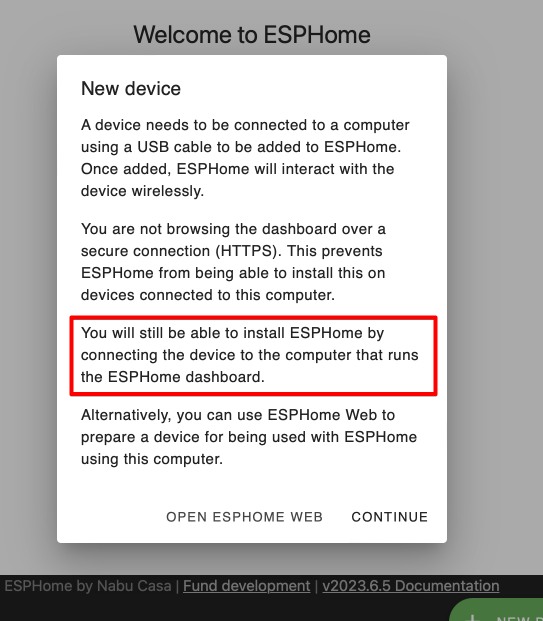 Welcome to ESPHome
New device
A device needs to be connected to a computer
using a USB cable to be added to ESPHome.
Once added, ESPHome will interact with the
device wirelessly.
You are not browsing the dashboard over a
secure connection (HTTPS). This prevents
ESPHome from being able to install this on
devices connected to this computer.
You will still be able to install ESPHome by
connecting the device to the computer that runs
the ESPHome dashboard.
Alternatively, you can use ESPHome Web to
prepare a device for being used with ESPHome
using this computer.
OPEN ESPHOME WEB CONTINUE
ESPHome by Nabu Casa | Fund development | v2023.6.5 Documentation
+ NEW